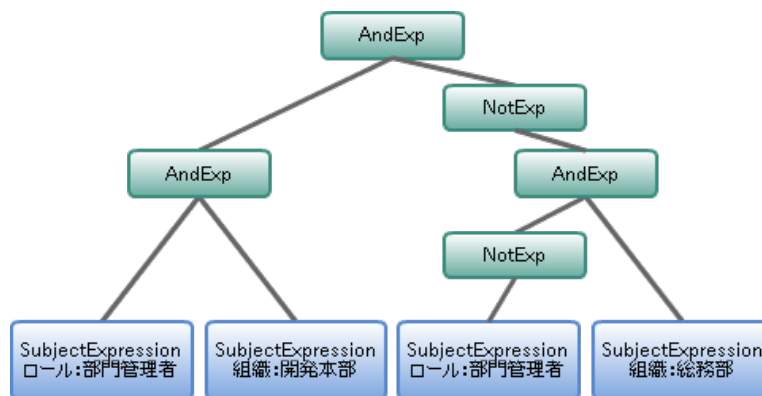 AndExp
NotExp
AndExp
AndExp
NotExp
SubjectExpression
ロール:部門管理者
SubjectExpression
組織:開発本部
SubjectExpression
ロール:部門管理者
SubjectExpression
組織:総務部